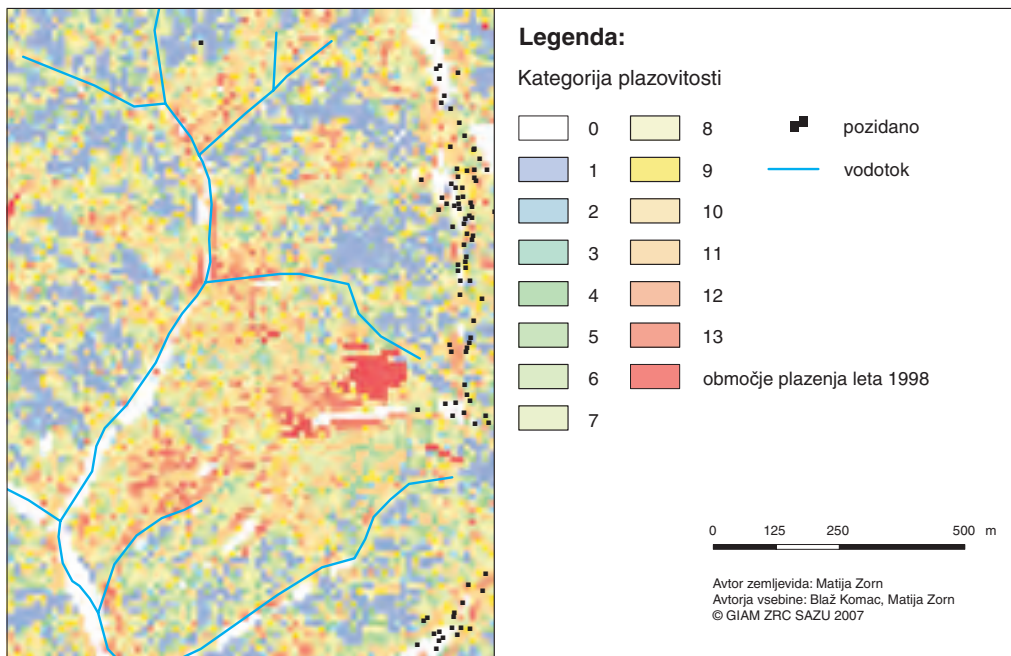 Legenda:
Kategorija plazovitosti
0
1
2
3
4
5
6
7
8
9
10
11
12
13
območje plazenja leta 1998
pozidano
vodotok
0 125 250 500 m
Avtor zemljevida: Matija Zorn
Avtorja vsebine: Blaž Komac, Matija Zorn
© GIAM ZRC SAZU 2007